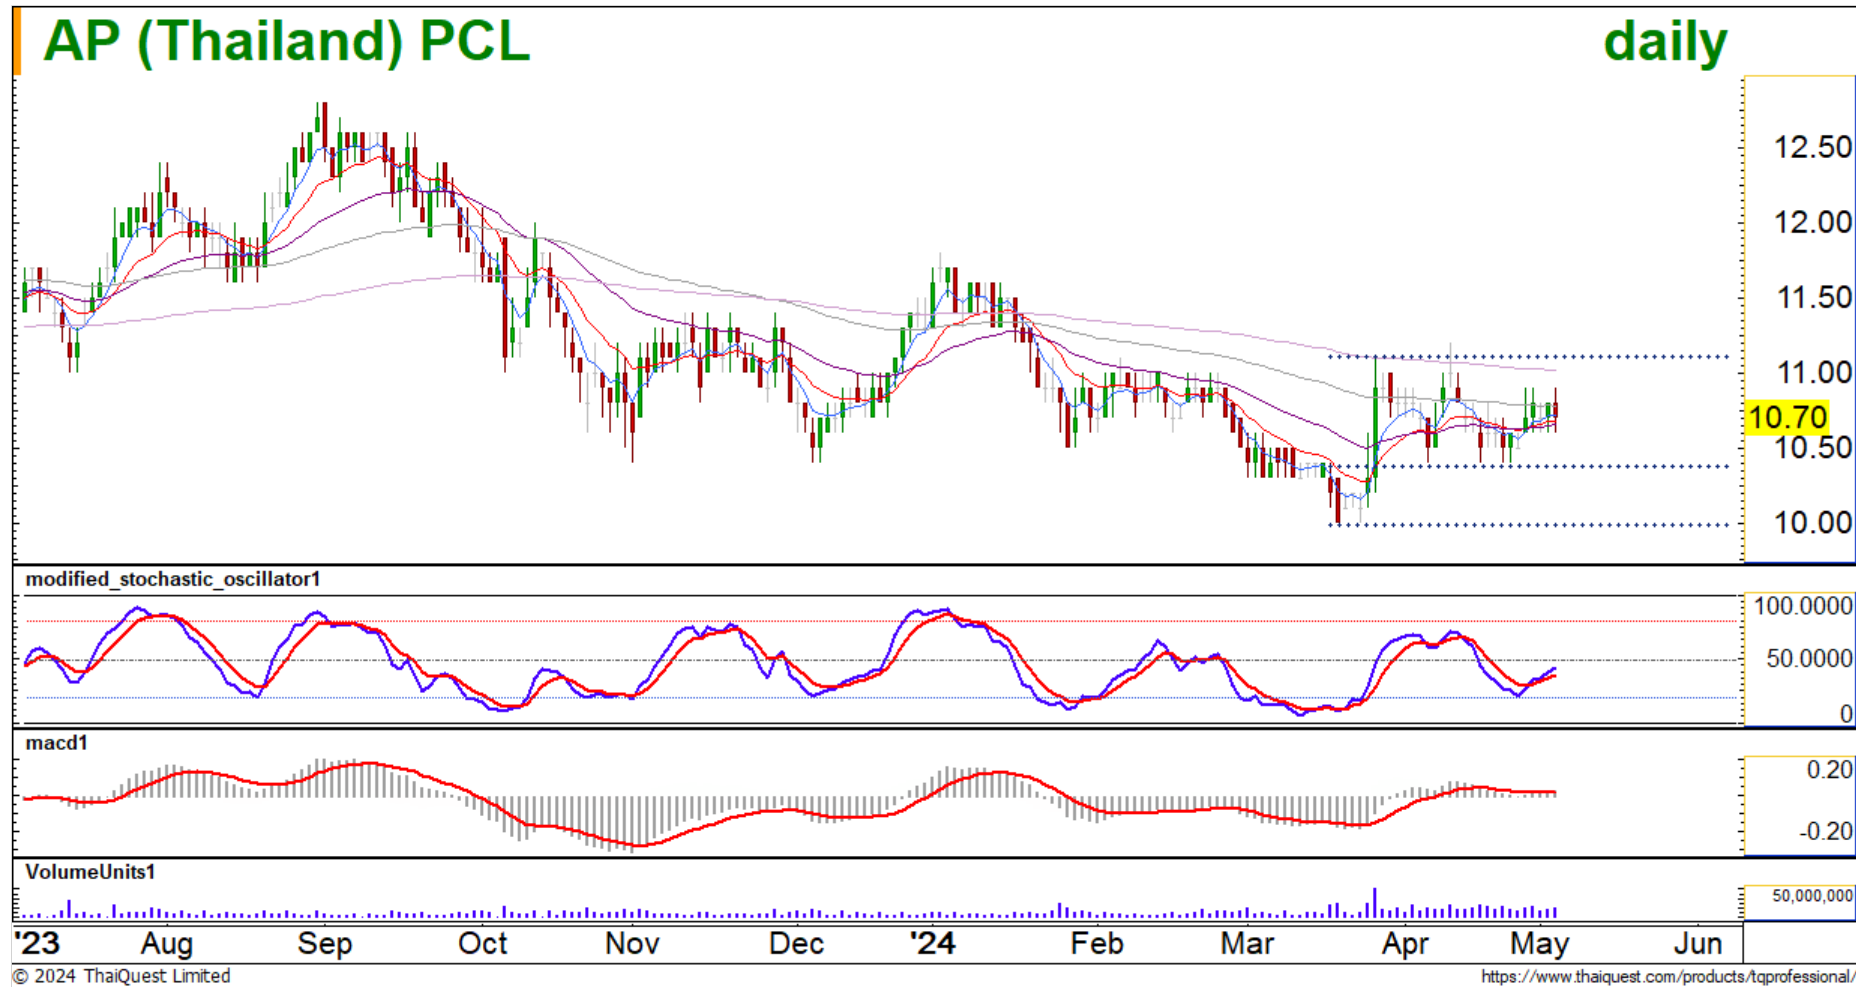 AP (Thailand) PCL daily
12.50
12.00
11.50
11.00
10.70
10.50
10.00
modified_stochastic_oscillator1
100.0000
50.0000
0
macd1
0.20
-0.20
VolumeUnits1
50,000,000
'23 Aug Sep Oct Nov Dec '24 Feb Mar Apr May Jun
© 2024 ThaiQuest Limited https://www.thaiquest.com/products/tqprofessional/